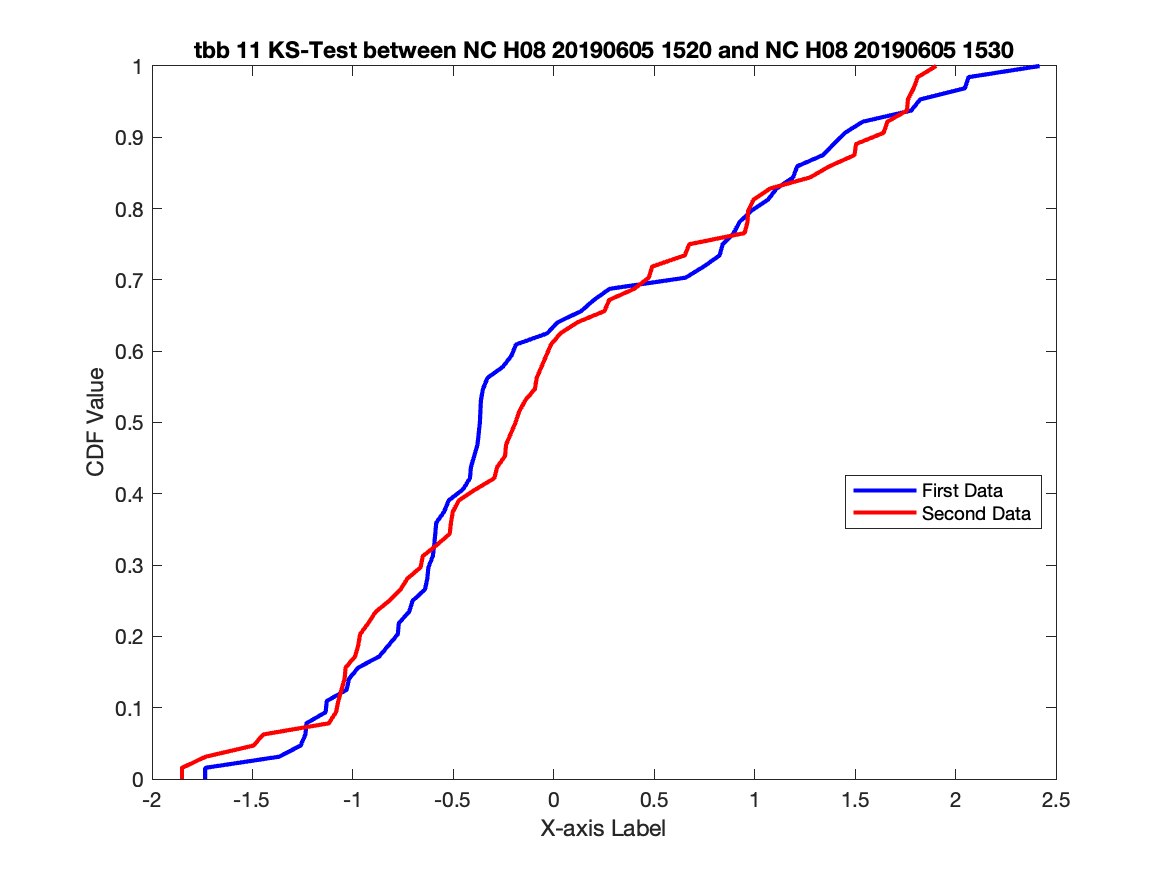 tbb 11 KS-Test between NC H08 20190605 1520 and NC H08 20190605 1530
1
0.9
0.8
0.7
0.6
0.5
0.4
0.3
0.2
0.1
0
CDF Value
First Data
Second Data
-2 -1.5 -1 -0.5 0 0.5 1 1.5 2 2.5
X-axis Label